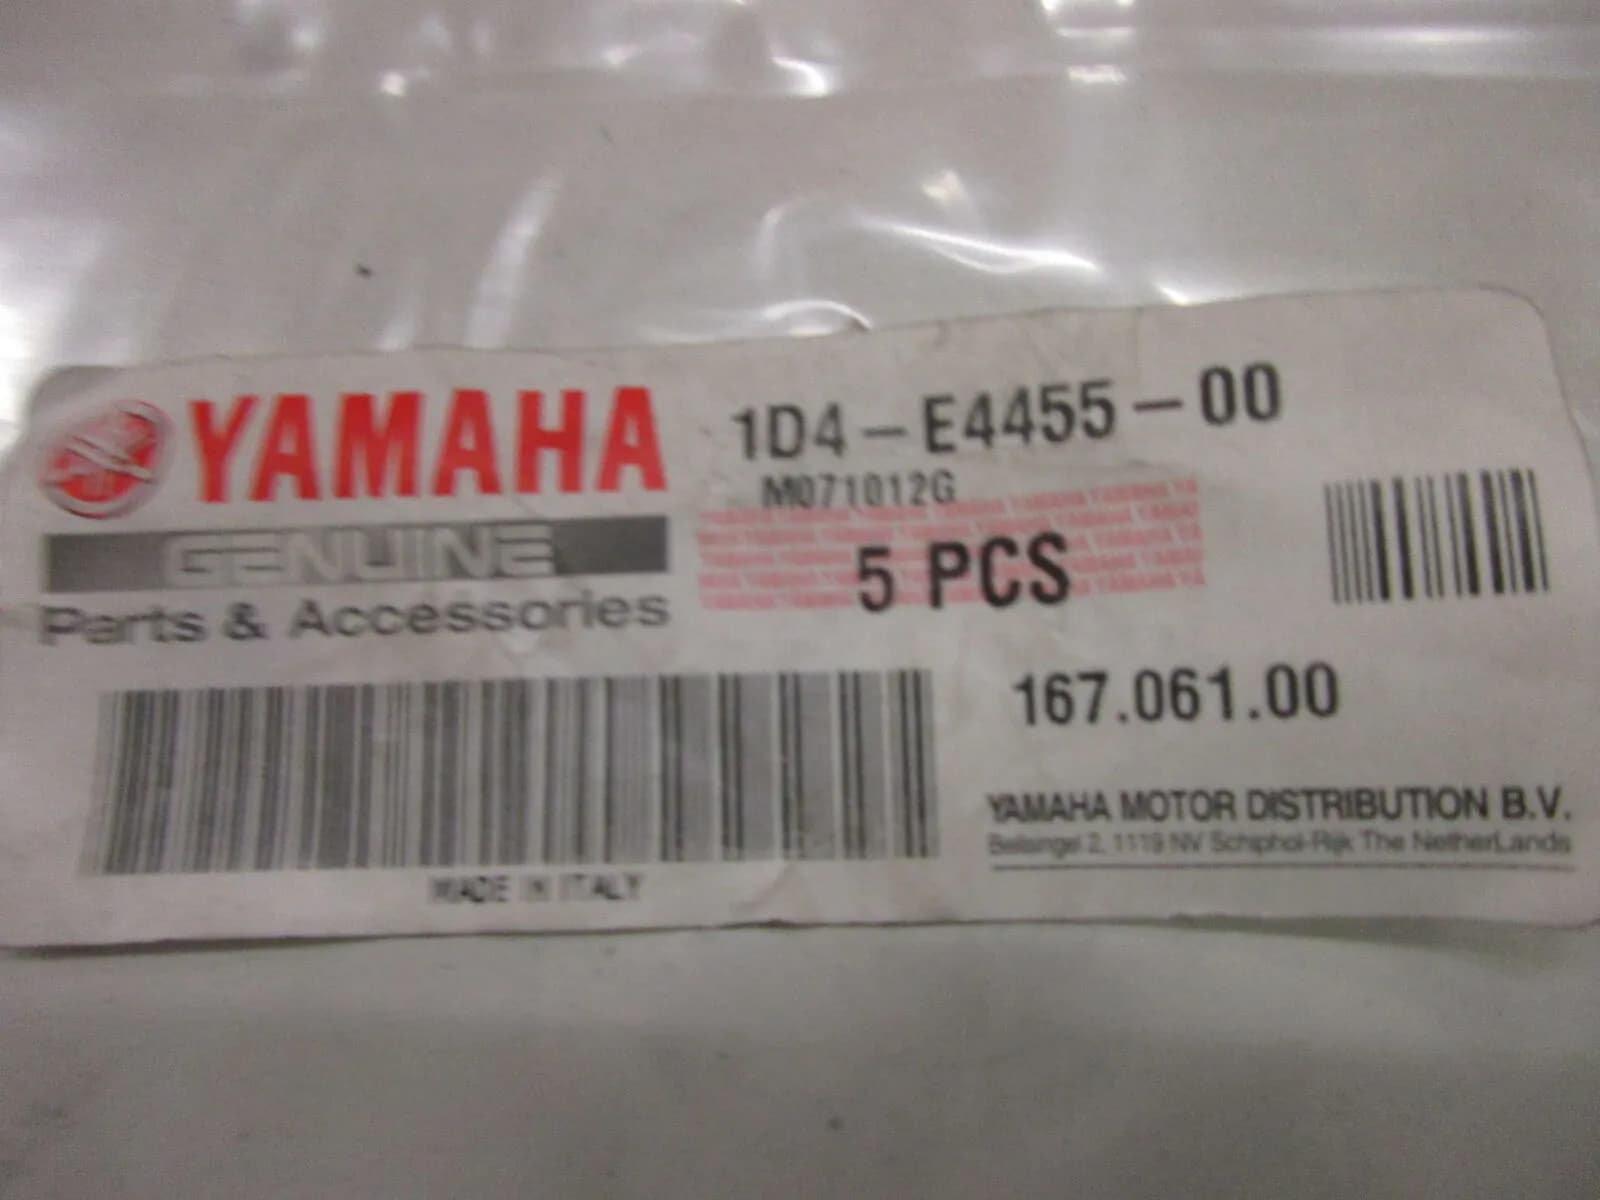 YAMAHA
GENUINE
Parts & Accessories
1D4-E4455-00
M071012G
5 PCS
167.061.00
YAMAHA MOTOR DISTRIBUTION B.V.
2, 1119 NV Schiphol-Rijk The NetherLands
MADE IN ITALY